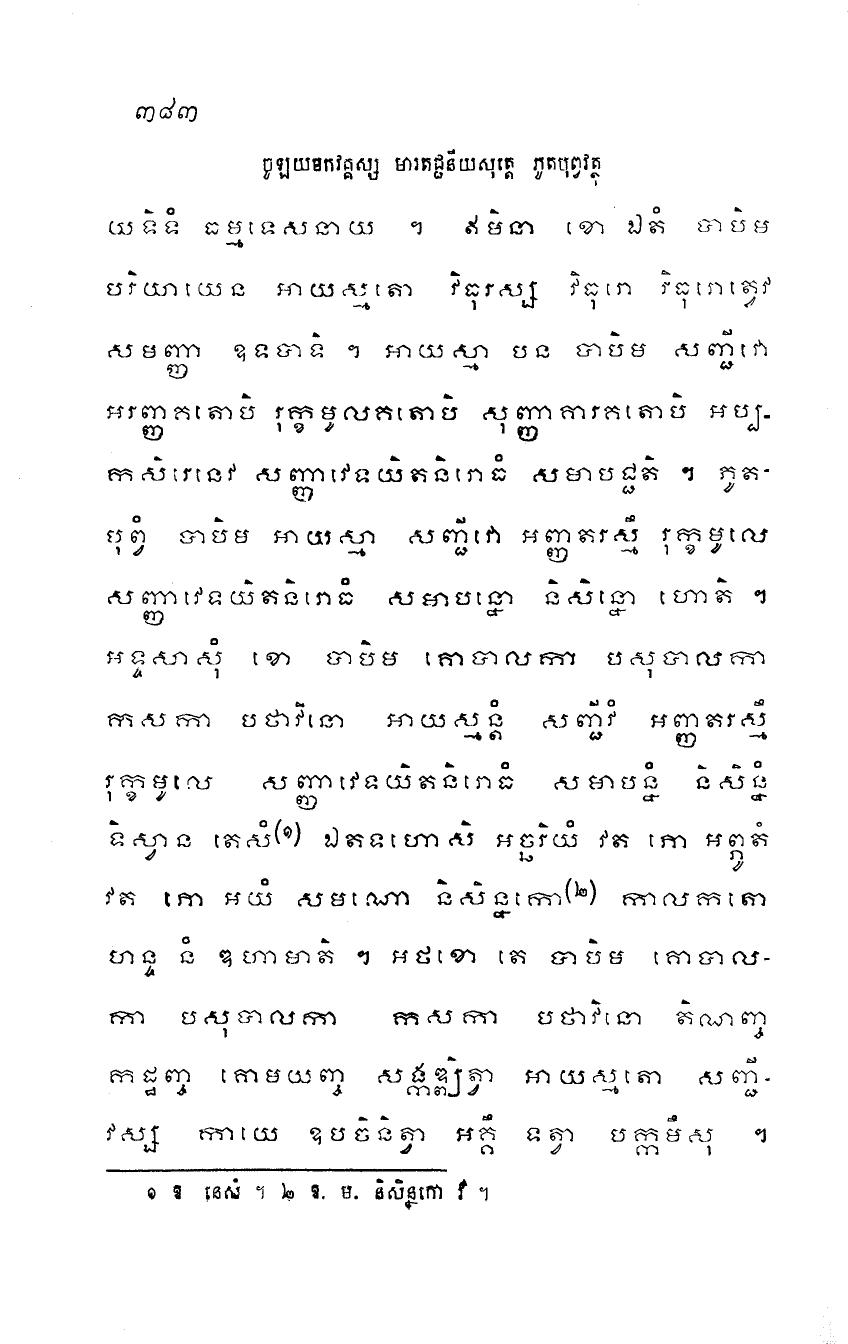 ៣៨៣
ចូឡយមកវគ្គស្ស មារតជ្ជនីយសុត្តេ ភូតបុព្វវត្ថុ
យទិទំ ធម្មទេសនាយ ។ ឥមិនា ខោ ឯតំ បាបិម
បរិយាយេន អាយស្មតោ វិធុរស្ស វិធុរោ វិធុរោត្វេវ
សមញ្ញា ឧទបាទិ ។ អាយស្មា បន បាបិម សញ្ជីវោ
អរញ្ញកតោបិ រុក្ខមូលកតោបិ សុញ្ញាគារកតោបិ អប្ប-
កសិរេនេវ សញ្ញាវេទយិតនិរោធំ សមាបជ្ជតិ ។ ភូត-
បុព្វំ បាបិម អាយស្មា សញ្ជីវោ អញ្ញតរស្មឹ រុក្ខមូលេ
សញ្ញាវេទយិតនិរោធំ សមាបន្នោ និសិន្នោ ហោតិ ។
អទ្ទសាសុំ ខោ បាបិម គោបាលកា បសុបាលកា
កសកា បថាវិនោ អាយស្មន្តំ សញ្ជីវំ អញ្ញតរស្មឹ
រុក្ខមូលេ សញ្ញាវេទយិតនិរោធំ សមាបន្នំ និសិន្នំ
ទិស្វាន តេសំ(១) ឯតទហោសិ អច្ឆរិយំ វត ភោ អព្ភូតំ
វត ភោ អយំ សមណោ និសិន្នកោ(២) កាលកតោ
ហន្ទ នំ ឌហាមាតិ ។ អថខោ តេ បាបិម គោបាល-
កា បសុបាលកា កសកា បថាវិនោ តិណញ្ច
កដ្ឋញ្ច គោមយញ្ច សង្កឌ្ឍិត្វា អាយស្មតោ សញ្ជី-
វស្ស កាយេ ឧបចិនិត្វា អគ្គឹ ទត្វា បក្កមឹសុ ។
១ ឱ នេសំ ។ ២ ឱ. ម. និសិន្នកោ វ ។